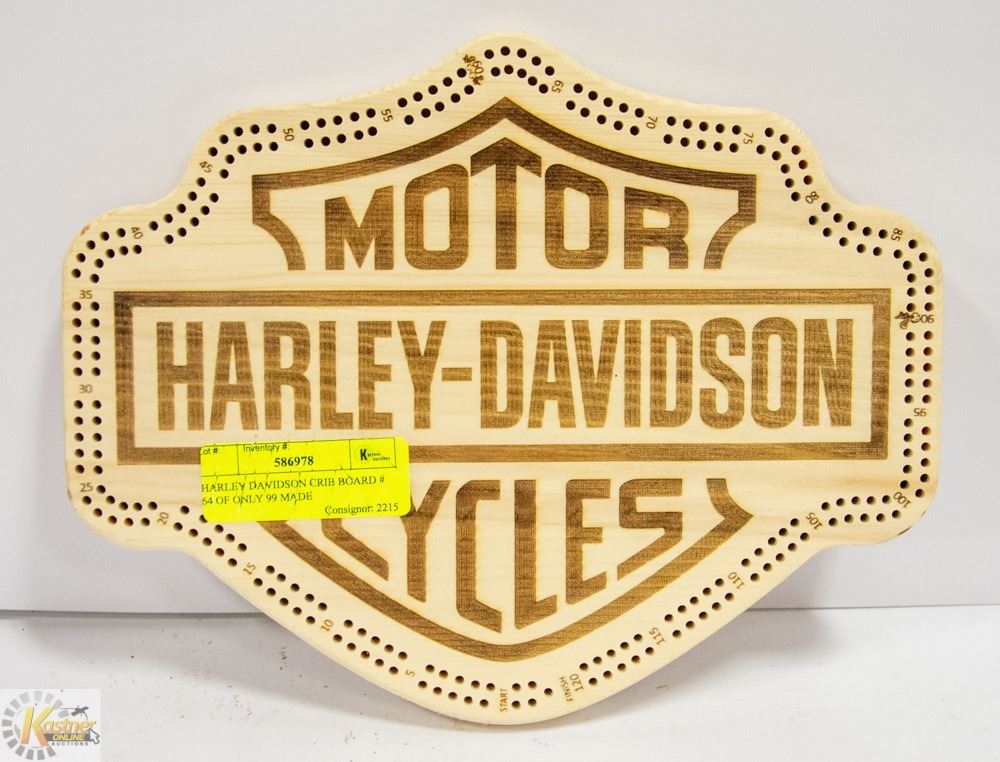 MOTOR
HARLEY-DAVIDSON
CYCLES
Lot #: Inventory #:
586978
K
HARLEY DAVIDSON CRIB BOARD #
64 OF ONLY 99 MADE
Consignor: 2215
START
5
10
15
20
25
30
35
40
45
50
55
60
65
70
75
80
85
90
95
100
105
110
115
120
FINISH
Kastner
ONLINE
AUCTIONS